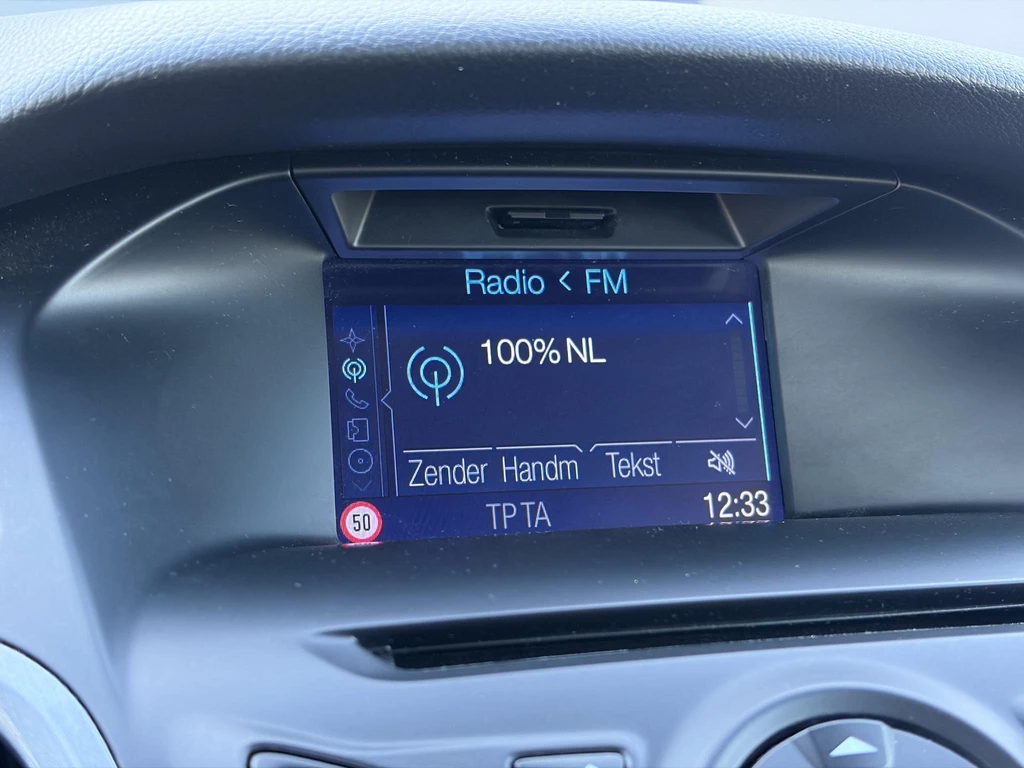 Radio < FM
100% NL
Zender Handm Tekst
50 TP TA 12:33